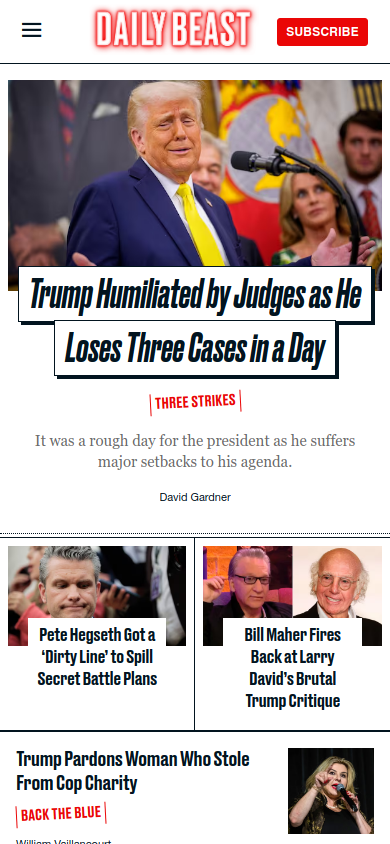 DAILY BEAST
SUBSCRIBE
Trump Humiliated by Judges as He
Loses Three Cases in a Day
THREE STRIKES
It was a rough day for the president as he suffers
major setbacks to his agenda.
David Gardner
Pete Hegseth Got a
‘Dirty Line’ to Spill
Secret Battle Plans
Bill Maher Fires
Back at Larry
David’s Brutal
Trump Critique
Trump Pardons Woman Who Stole
From Cop Charity
BACK THE BLUE
William Vaillancourt